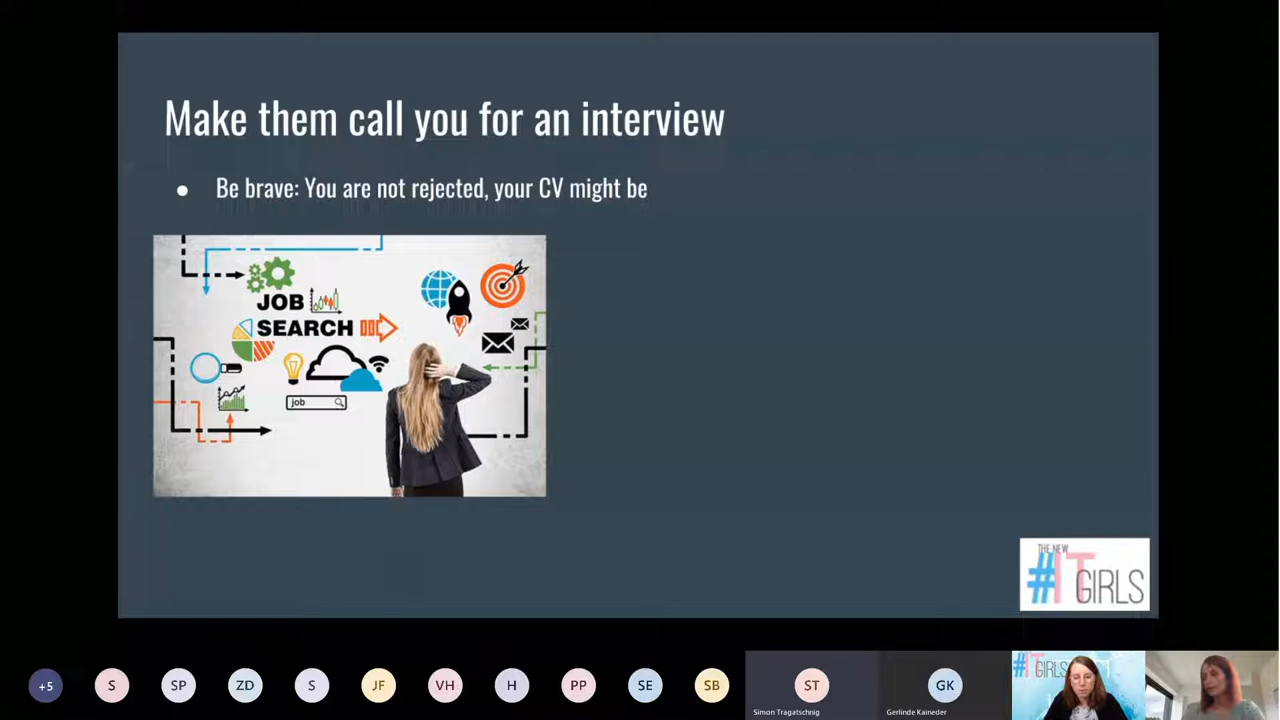 Make them call you for an interview
● Be brave: You are not rejected, your CV might be
JOB
SEARCH
job
THE NEW
#IT GIRLS
+5
S
SP
ZD
S
JF
VH
H
PP
SE
SB
ST
Simon Tragatschnig
GK
Gerlinde Kaineder
#IT GIRLS